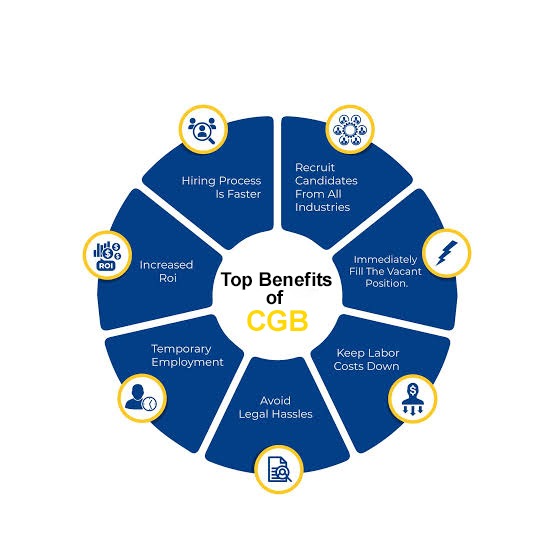 Top Benefits
of
CGB
Hiring Process
Is Faster
Recruit
Candidates
From All
Industries
Immediately
Fill The Vacant
Position.
Keep Labor
Costs Down
Avoid
Legal Hassles
Temporary
Employment
Increased
Roi
ROI
$
$
$
$